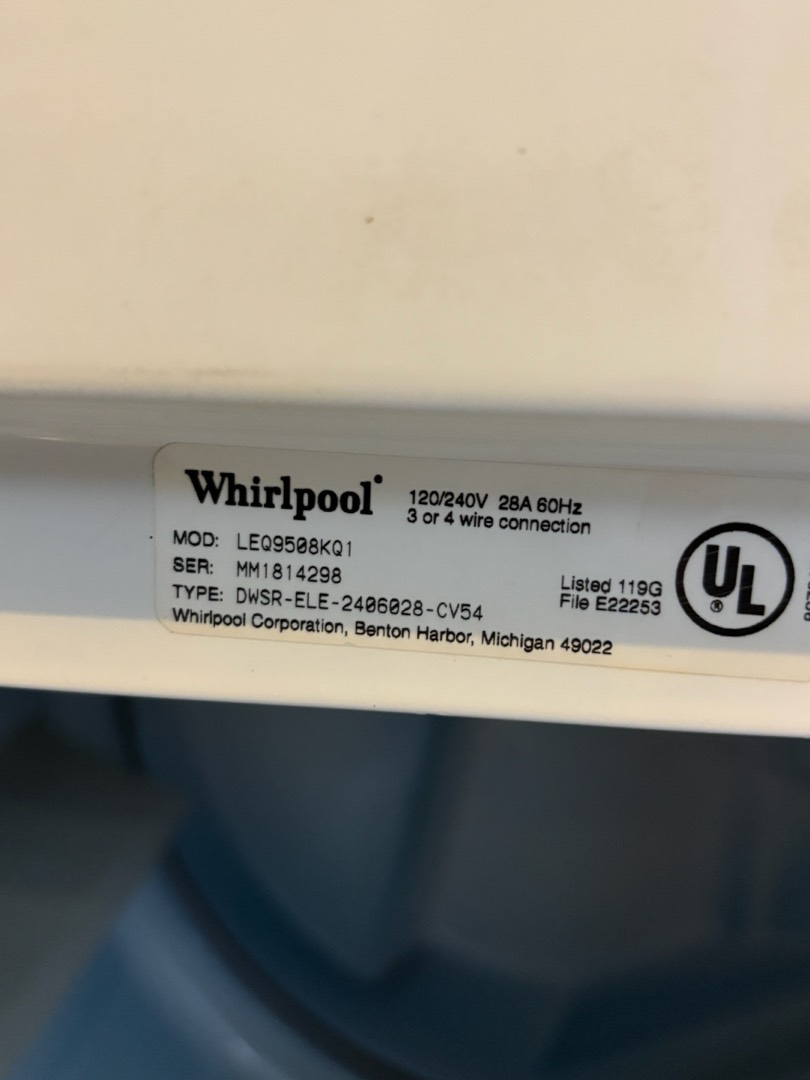 Whirlpool®
120/240V 28A 60Hz
3 or 4 wire connection
MOD: LEQ9508KQ1
SER: MM1814298
TYPE: DWSR-ELE-2406028-CV54
Whirlpool Corporation, Benton Harbor, Michigan 49022
Listed 119G
File E22253
UL®